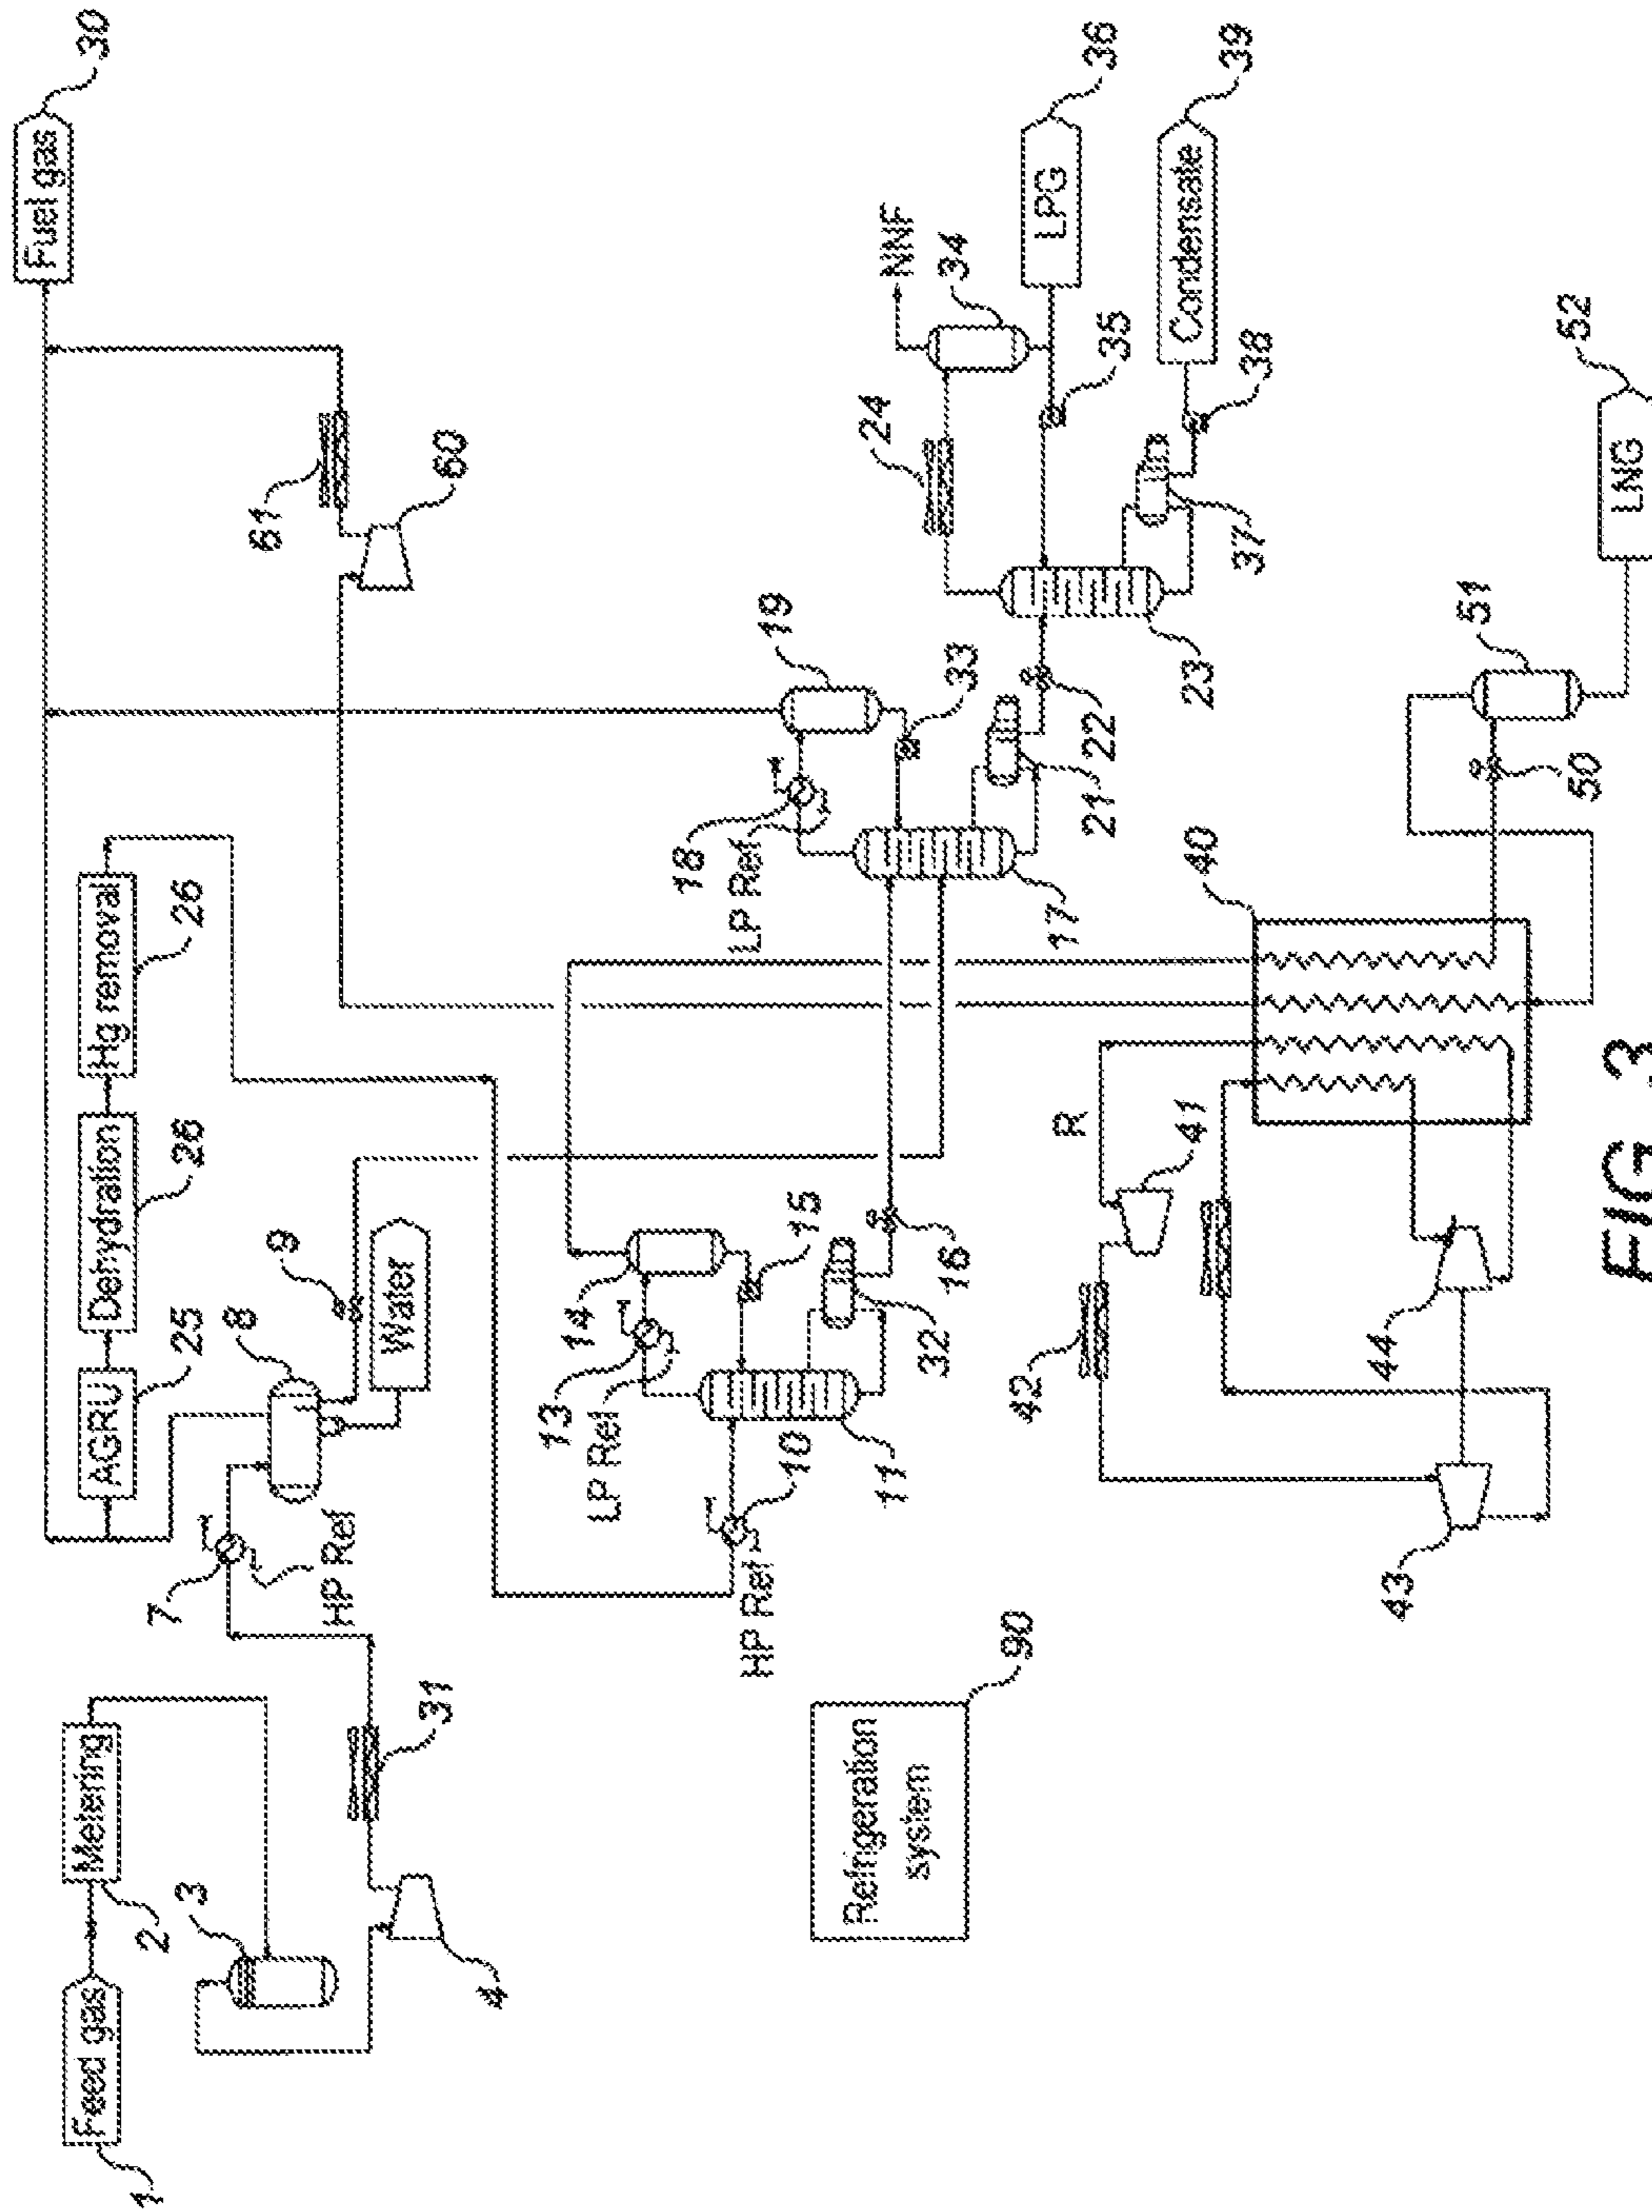 Feed gas
1
Metering
2
3
4
31
7
HP Ref
8
9
Water
AGRU
25
Dehydration
26
Hg removal
26
Fuel gas
30
61
60
HP Ref
10
11
13
LP Ref
14
15
32
16
17
18
LP Ref
19
33
21
22
23
24
NNF
34
35
LPG
36
37
38
Condensate
39
Refrigeration
system
90
R
40
41
42
43
44
50
51
LNG
52
FIG. 3